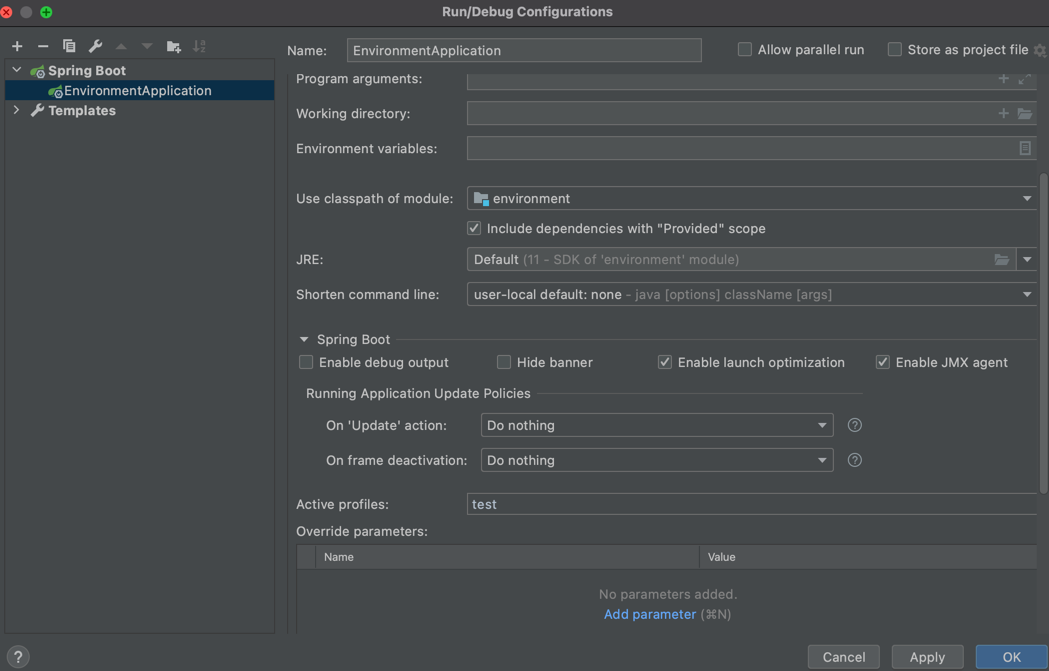 Run/Debug Configurations
Name: EnvironmentApplication Allow parallel run Store as project file
Spring Boot
EnvironmentApplication
Templates
Program arguments:
Working directory:
Environment variables:
Use classpath of module: environment
Include dependencies with "Provided" scope
JRE: Default (11 - SDK of 'environment' module)
Shorten command line: user-local default: none - java [options] className [args]
Spring Boot
Enable debug output Hide banner Enable launch optimization Enable JMX agent
Running Application Update Policies
On 'Update' action: Do nothing ?
On frame deactivation: Do nothing ?
Active profiles: test
Override parameters:
Name Value
No parameters added.
Add parameter (⌘N)
? Cancel Apply OK